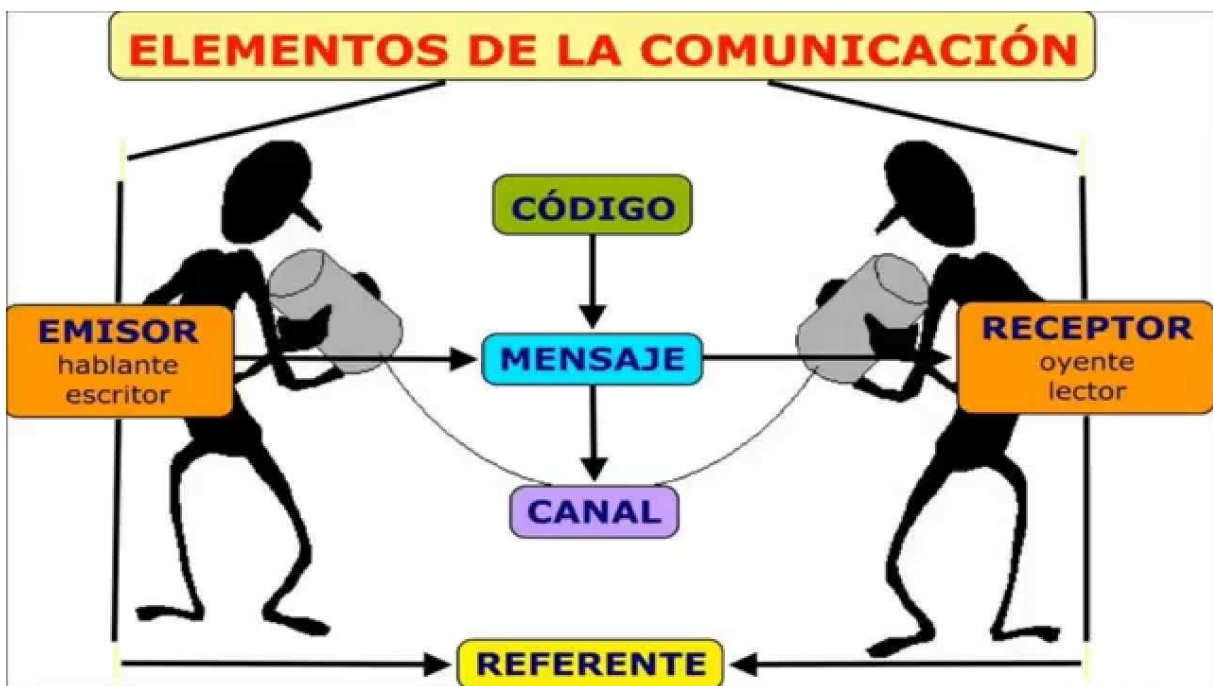 ELEMENTOS DE LA COMUNICACIÓN
CÓDIGO
EMISOR
hablante
escritor
MENSAJE
RECEPTOR
oyente
lector
CANAL
REFERENTE